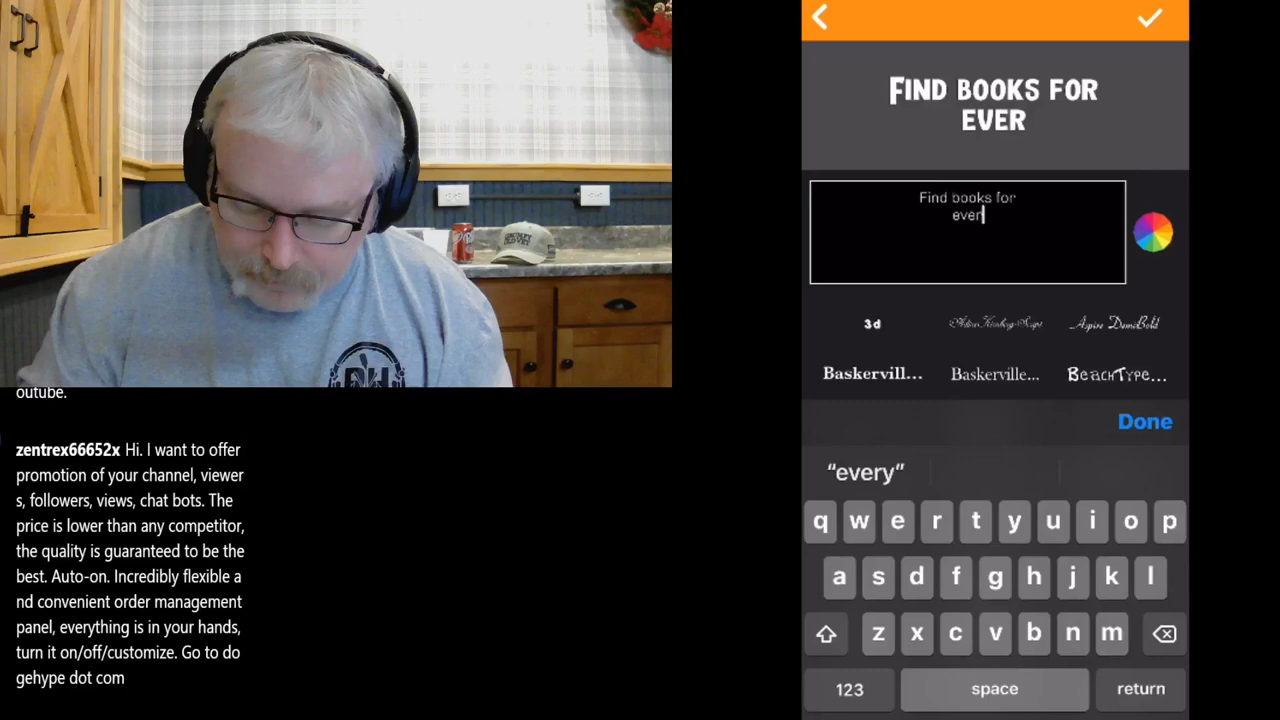 FIND BOOKS FOR
EVER
Find books for
ever
3d
Aspire DemiBold
Baskervill...
Baskerville...
BEACHTYPE...
Done
“every”
q w e r t y u i o p
a s d f g h j k l
z x c v b n m
123
space
return
outube.
zentrex66652x Hi. I want to offer
promotion of your channel, viewer
s, followers, views, chat bots. The
price is lower than any competitor,
the quality is guaranteed to be the
best. Auto-on. Incredibly flexible a
nd convenient order management
panel, everything is in your hands,
turn it on/off/customize. Go to do
gehype dot com